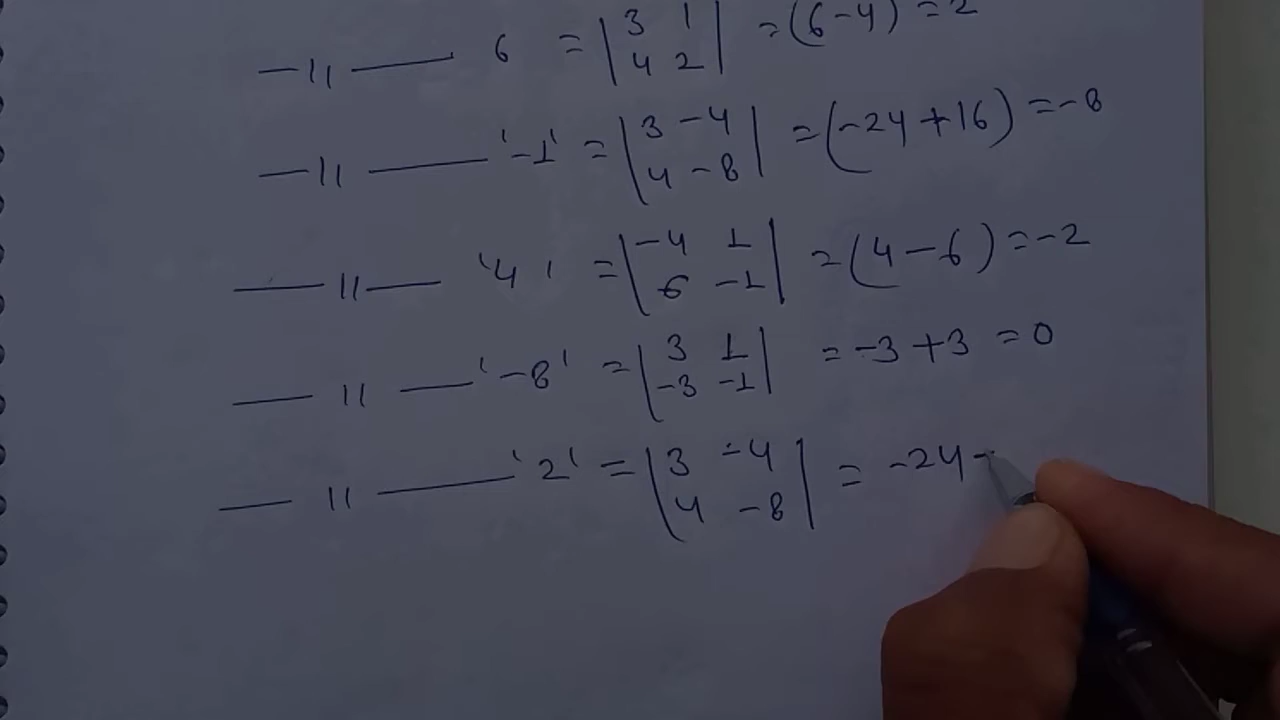 —11— 6 = |3 1| = (6-4) = 2
|4 2|
—11— '-1' = |3 -4| = (-24+16) = -8
|4 -8|
—11— '4' = |-4 1| = (4-6) = -2
|6 -1|
—11— '-8' = |3 1| = -3+3 = 0
|-3 -1|
—11— '2' = |3 -4| = -24-
|4 -8|